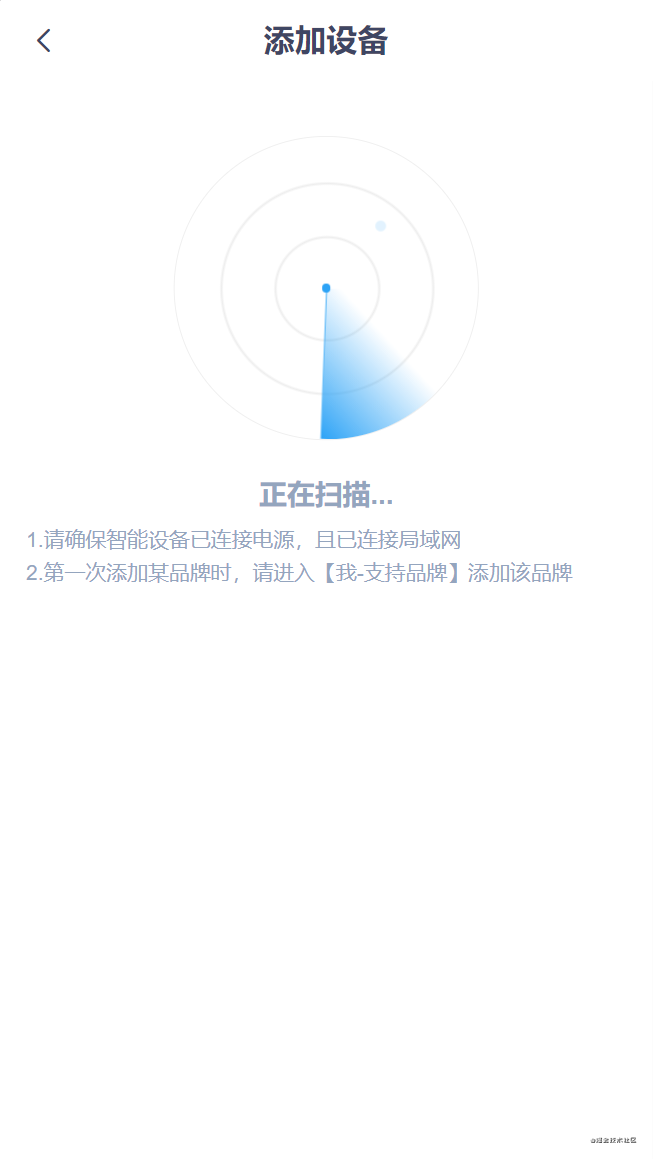 添加设备
正在扫描...
1.请确保智能设备已连接电源，且已连接局域网
2.第一次添加某品牌时，请进入【我-支持品牌】添加该品牌
@掘金技术社区